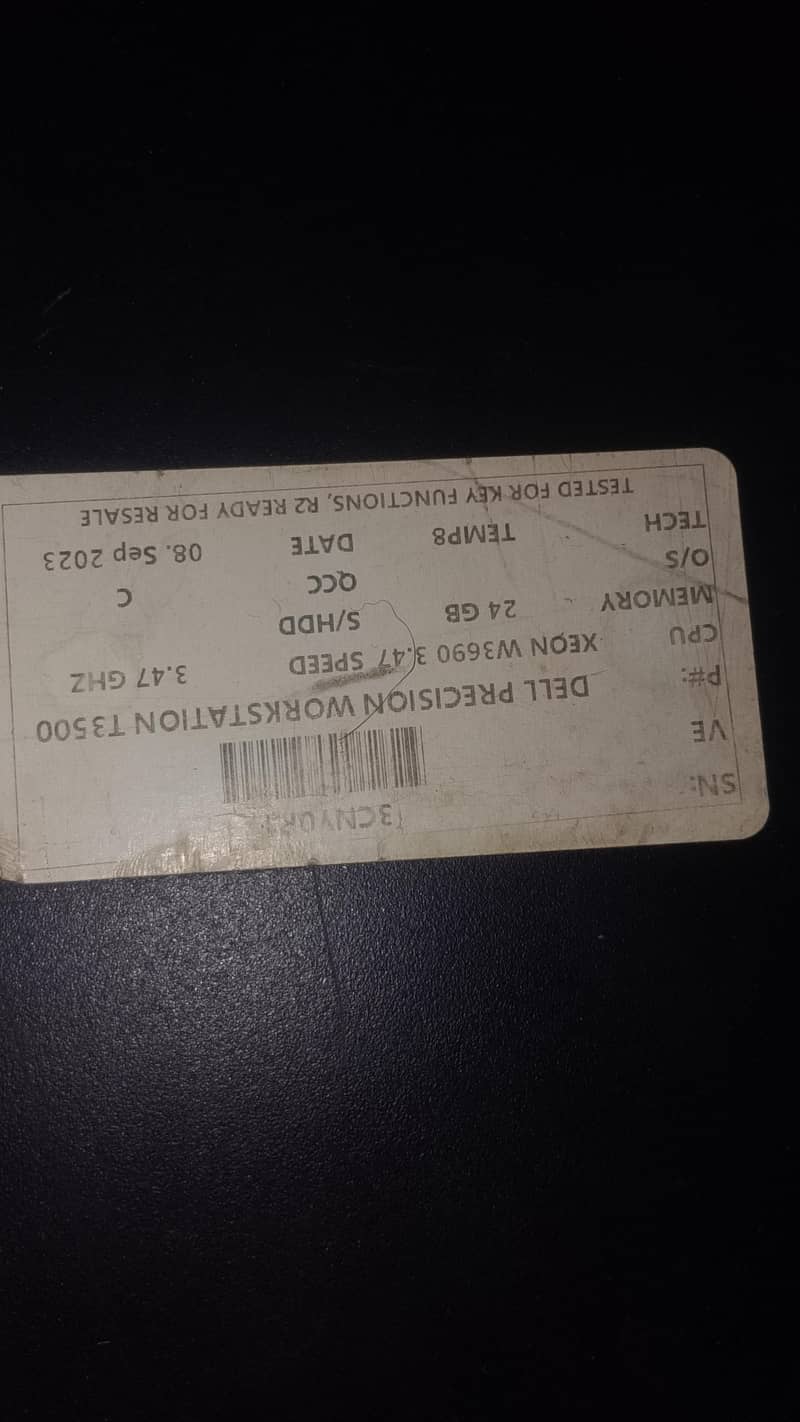 SN:
VE
P#: DELL PRECISION WORKSTATION T3500
CPU XEON W3690 3.47 SPEED 3.47 GHZ
MEMORY 24 GB S/HDD
O/S QCC C
TECH TEMP8 DATE 08. Sep 2023
TESTED FOR KEY FUNCTIONS, R2 READY FOR RESALE